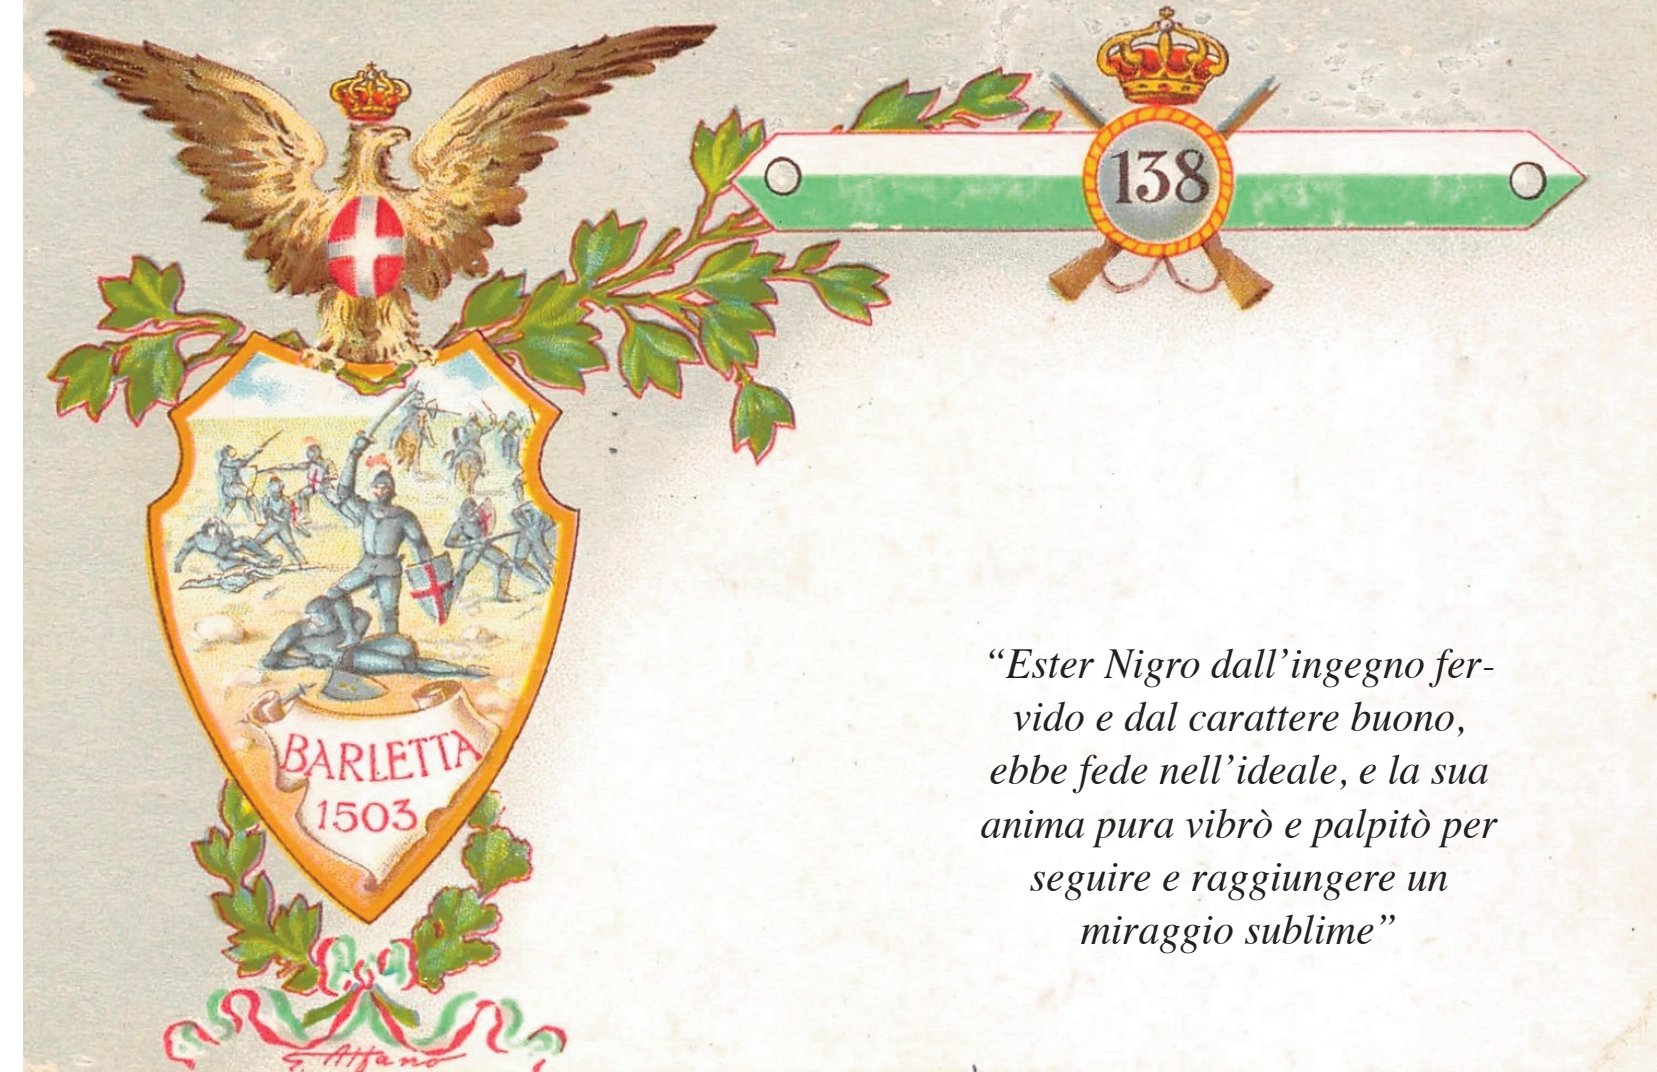 138
BARLETTA
1503
“Ester Nigro dall’ingegno fer-
vido e dal carattere buono,
ebbe fede nell’ideale, e la sua
anima pura vibrò e palpitò per
seguire e raggiungere un
miraggio sublime”
Alfano